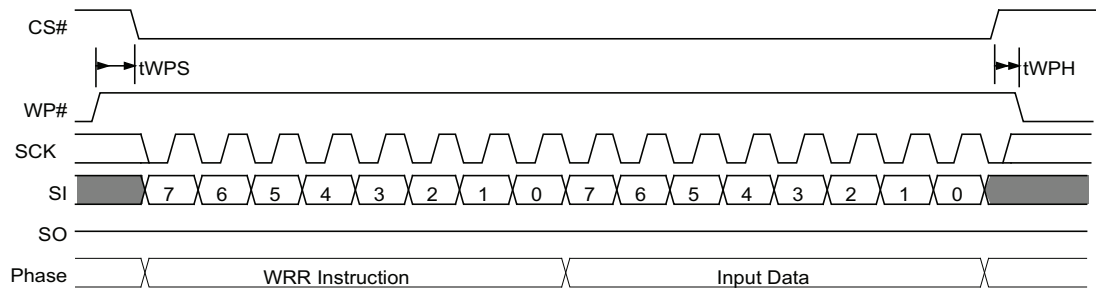 CS#
tWPS
tWPH
WP#
SCK
SI 7 6 5 4 3 2 1 0 7 6 5 4 3 2 1 0
SO
Phase WRR Instruction Input Data